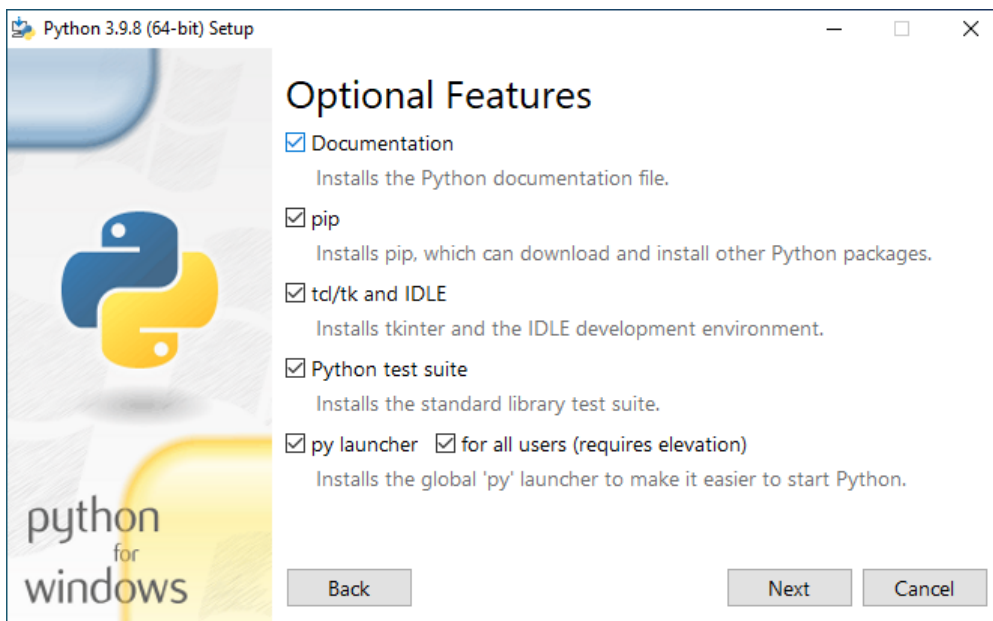 Python 3.9.8 (64-bit) Setup
Optional Features
Documentation
Installs the Python documentation file.
pip
Installs pip, which can download and install other Python packages.
tcl/tk and IDLE
Installs tkinter and the IDLE development environment.
Python test suite
Installs the standard library test suite.
py launcher for all users (requires elevation)
Installs the global 'py' launcher to make it easier to start Python.
python
for
windows
Back Next Cancel